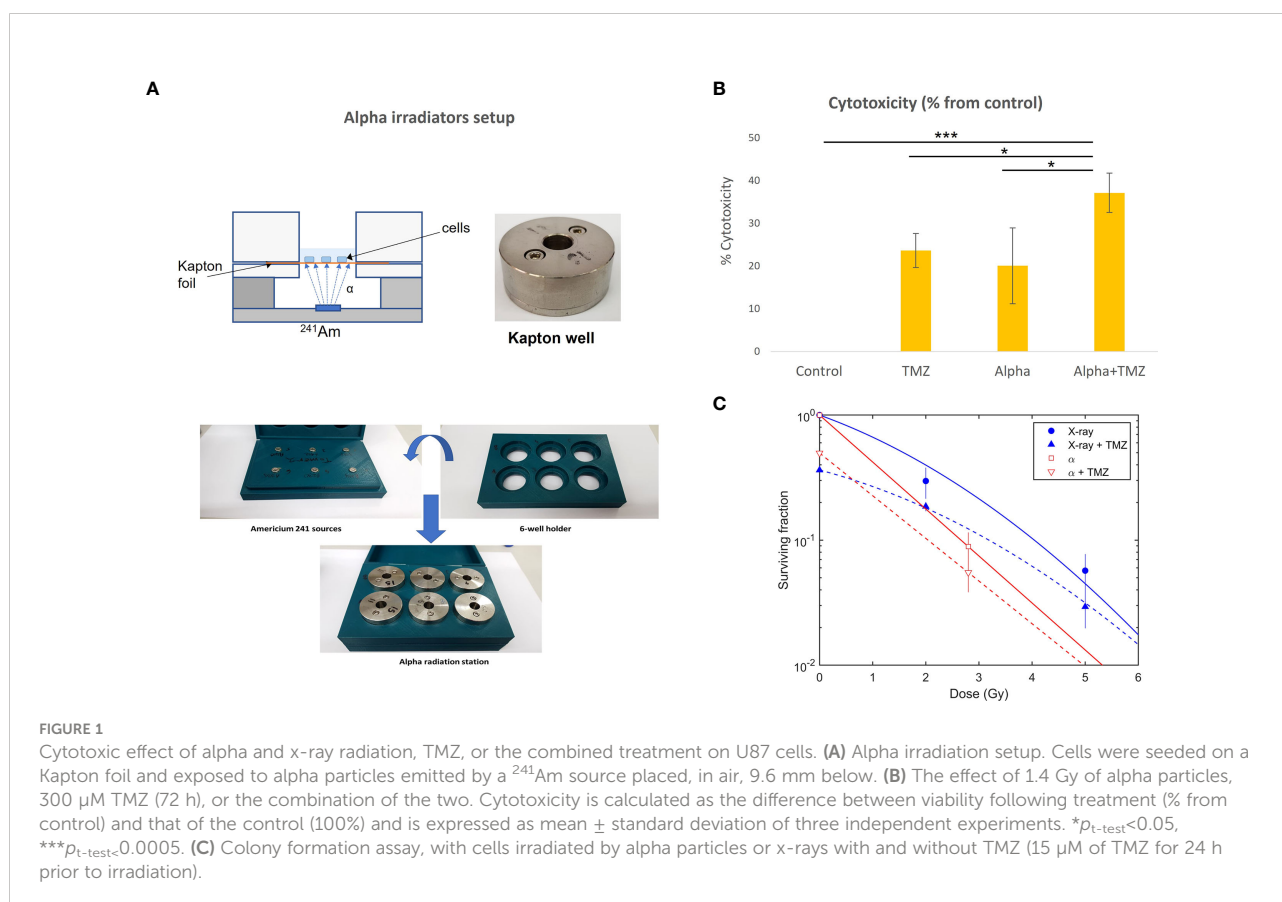 A
Alpha irradiators setup
cells
Kapton
foil
α
²⁴¹Am
Kapton well
Americium 241 sources
6-well holder
Alpha radiation station
B
Cytotoxicity (% from control)
% Cytotoxicity
50
40
30
20
10
0
***
*
*
Control
TMZ
Alpha
Alpha+TMZ
C
Surviving fraction
10⁰
10⁻¹
10⁻²
X-ray
X-ray + TMZ
α
α + TMZ
0
1
2
3
4
5
6
Dose (Gy)
FIGURE 1
Cytotoxic effect of alpha and x-ray radiation, TMZ, or the combined treatment on U87 cells. (A) Alpha irradiation setup. Cells were seeded on a
Kapton foil and exposed to alpha particles emitted by a ²⁴¹Am source placed, in air, 9.6 mm below. (B) The effect of 1.4 Gy of alpha particles,
300 µM TMZ (72 h), or the combination of the two. Cytotoxicity is calculated as the difference between viability following treatment (% from
control) and that of the control (100%) and is expressed as mean ± standard deviation of three independent experiments. *pt-test<0.05,
***pt-test<0.0005. (C) Colony formation assay, with cells irradiated by alpha particles or x-rays with and without TMZ (15 µM of TMZ for 24 h
prior to irradiation).